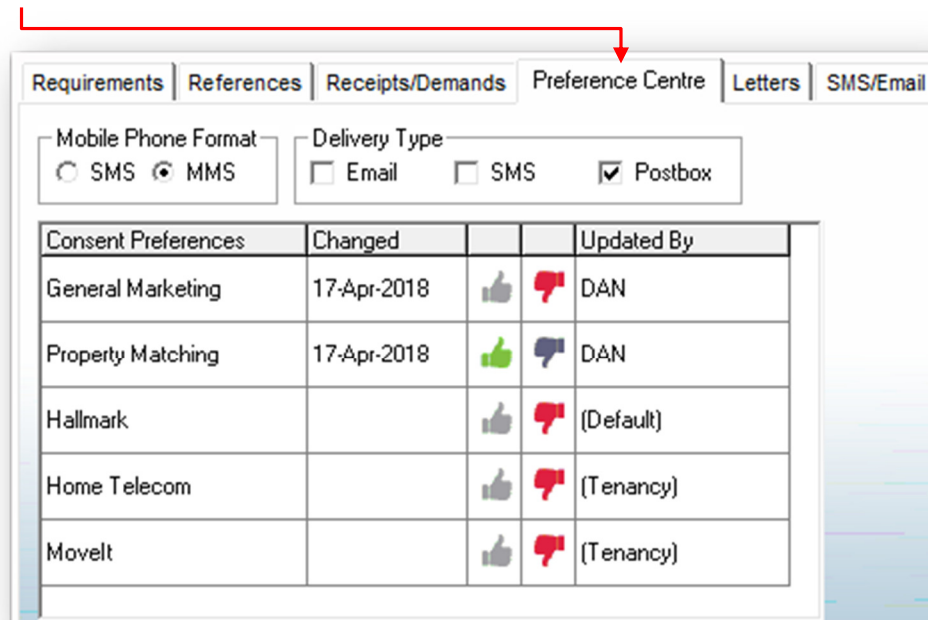 Requirements References Receipts/Demands Preference Centre Letters SMS/Email
Mobile Phone Format Delivery Type
SMS MMS Email SMS Postbox
Consent Preferences Changed Updated By
General Marketing 17-Apr-2018 DAN
Property Matching 17-Apr-2018 DAN
Hallmark (Default)
Home Telecom (Tenancy)
MoveIt (Tenancy)